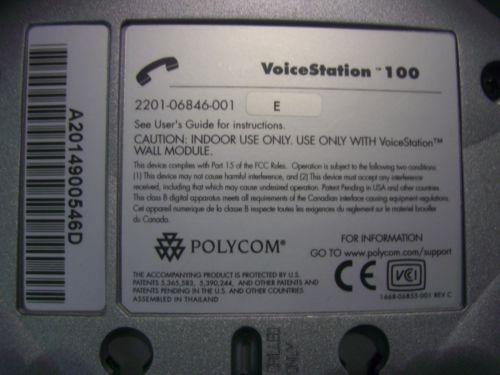 VoiceStation ™ 100
2201-06846-001 E
See User's Guide for instructions.
CAUTION: INDOOR USE ONLY. USE ONLY WITH VoiceStation™
WALL MODULE.
This device complies with Part 15 of the FCC Rules. Operation is subject to the following two conditions:
(1) This device may not cause harmful interference, and (2) This device must accept any interference
received, including that which may cause undesired operation. Patent Pending in USA and other countries.
This class B digital apparatus meets all requirements of the Canadian interference causing equipment regulations.
Cet appareil numerique de la classe B respecte toutes les exigences du reglement sur le materiel brouiller
du Canada.
POLYCOM®
FOR INFORMATION
GO TO www.polycom.com/support
THE ACCOMPANYING PRODUCT IS PROTECTED BY U.S.
PATENTS 5,365,583, 5,390,244, AND OTHER PATENTS AND
PATENTS PENDING IN THE U.S. AND OTHER COUNTRIES
ASSEMBLED IN THAILAND
CE VCCI
1668-06855-001 REV C
A2014900546D
DRILLED
ONLY